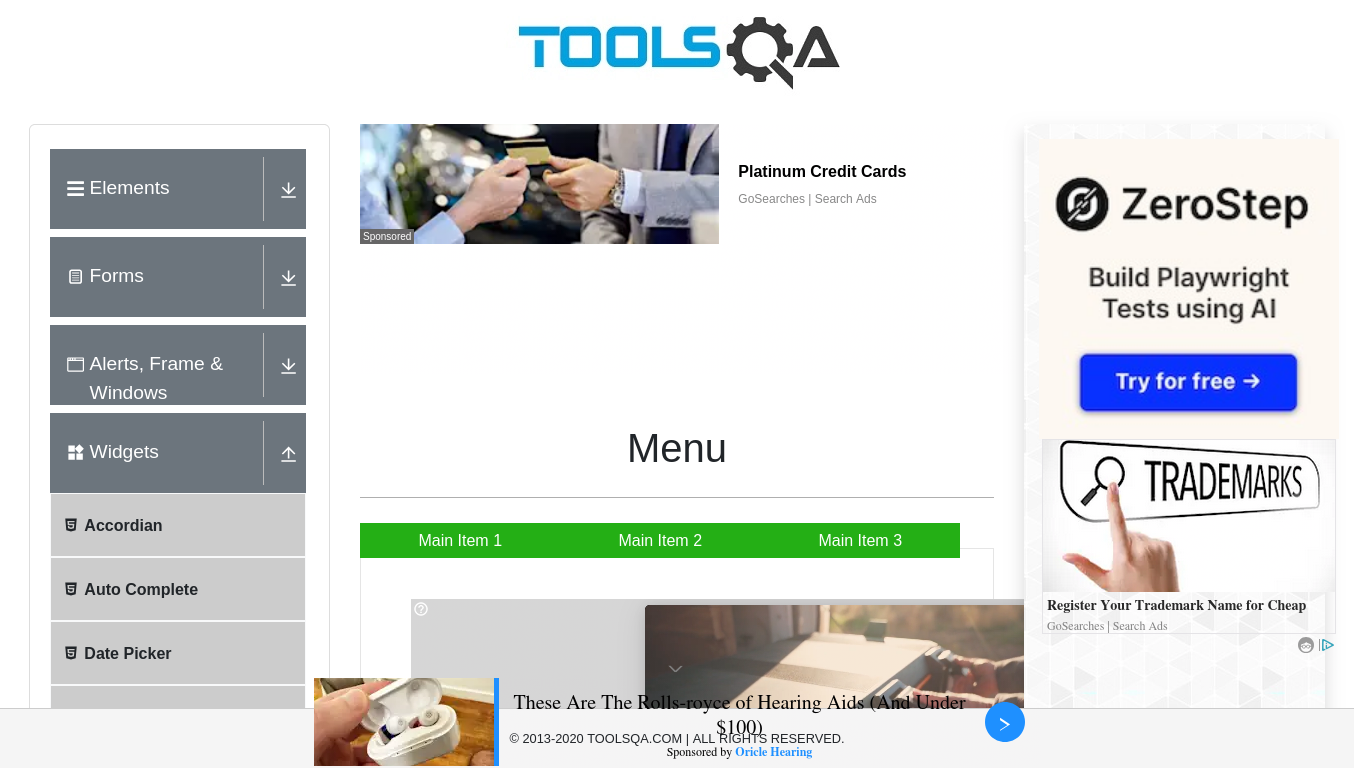 TOOLSQA
Elements
Forms
Alerts, Frame &
Windows
Widgets
Accordian
Auto Complete
Date Picker
Sponsored
Platinum Credit Cards
GoSearches | Search Ads
Menu
Main Item 1
Main Item 2
Main Item 3
ZeroStep
Build Playwright
Tests using AI
Try for free →
TRADEMARKS
Register Your Trademark Name for Cheap
GoSearches | Search Ads
These Are The Rolls-royce of Hearing Aids (And Under
$100)
© 2013-2020 TOOLSQA.COM | ALL RIGHTS RESERVED.
Sponsored by Oricle Hearing